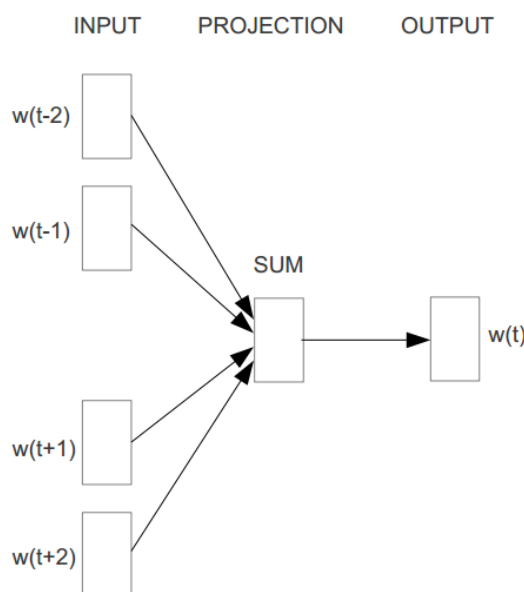 INPUT PROJECTION OUTPUT
w(t-2)
w(t-1)
SUM
w(t)
w(t+1)
w(t+2)